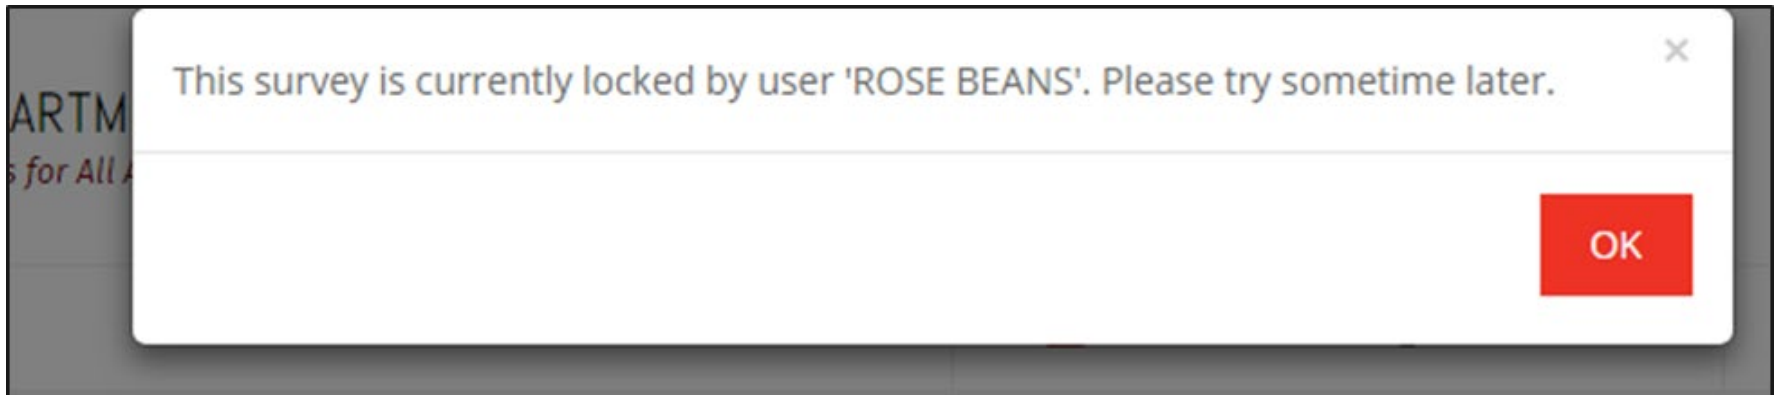 This survey is currently locked by user 'ROSE BEANS'. Please try sometime later.
×
ARTM
s for All A
OK